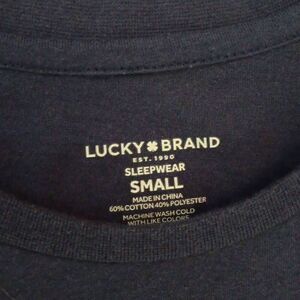 LUCKY BRAND
EST. 1990
SLEEPWEAR
SMALL
MADE IN CHINA
60% COTTON 40% POLYESTER
MACHINE WASH COLD
WITH LIKE COLORS